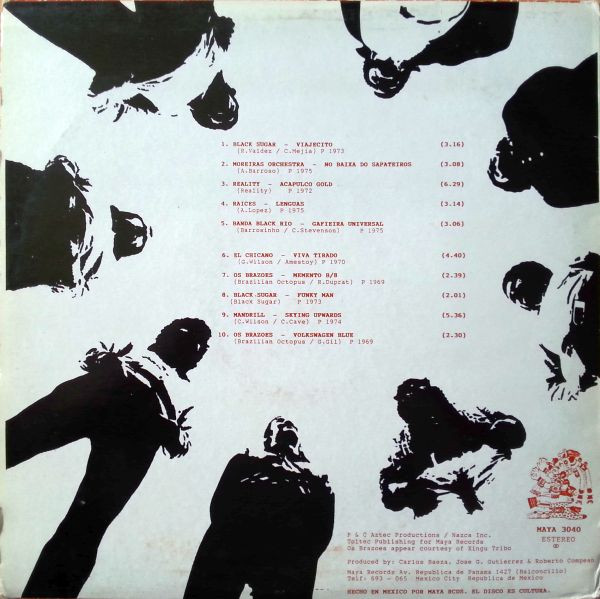 1. BLACK SUGAR - VIAJECITO (3.16)
(R.Valdez / C.Mejia) P 1973
2. MOREIRAS ORCHESTRA - NO BAIXA DO SAPATEIROS (3.08)
(A.Barroso) P 1975
3. REALITY - ACAPULCO GOLD (6.29)
(Reality) P 1972
4. RAICES - LENGUAS (3.14)
(A.Lopez) P 1975
5. BANDA BLACK RIO - GAFIEIRA UNIVERSAL (3.06)
(Barrosinho / C.Stevenson) P 1975
6. EL CHICANO - VIVA TIRADO (4.40)
(G.Wilson / Amestoy) P 1970
7. OS BRAZOES - MEMENTO B/8 (2.39)
(Brazilian Octopus / R.Duprat) P 1969
8. BLACK-SUGAR - FUNKY MAN (2.01)
(Black Sugar) P 1973
9. MANDRILL - SKYING UPWARDS (5.36)
(C.Wilson / C.Cave) P 1974
10. OS BRAZOES - VOLKSWAGEN BLUE (2.30)
(Brazilian Octopus / G.Gil) P 1969
MAYA 3040
ESTEREO
P & C Aztec Productions / Nazca Inc.
Toltec Publishing for Maya Records
Os Brazoes appear courtesy of Xingu Tribo
Produced by: Carlos Baeza, Jose G. Gutierrez & Roberto Compean
Maya Records Av. Republica de Panama 1427 (Balconcillo)
Telf: 693 - 065 Mexico City Republica de Mexico
HECHO EN MEXICO POR MAYA RCDS. EL DISCO ES CULTURA.